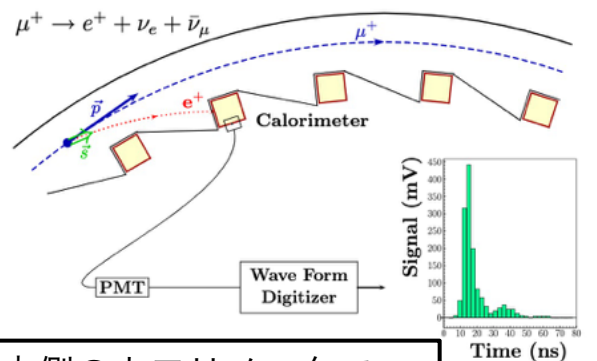 μ⁺ → e⁺ + νₑ + ν̄_μ
μ⁺
p⃗
s⃗
e⁺
Calorimeter
PMT
Wave Form
Digitizer
Signal (mV)
450
400
350
300
250
200
150
100
50
0
0 10 20 30 40 50 60 70 80
Time (ns)